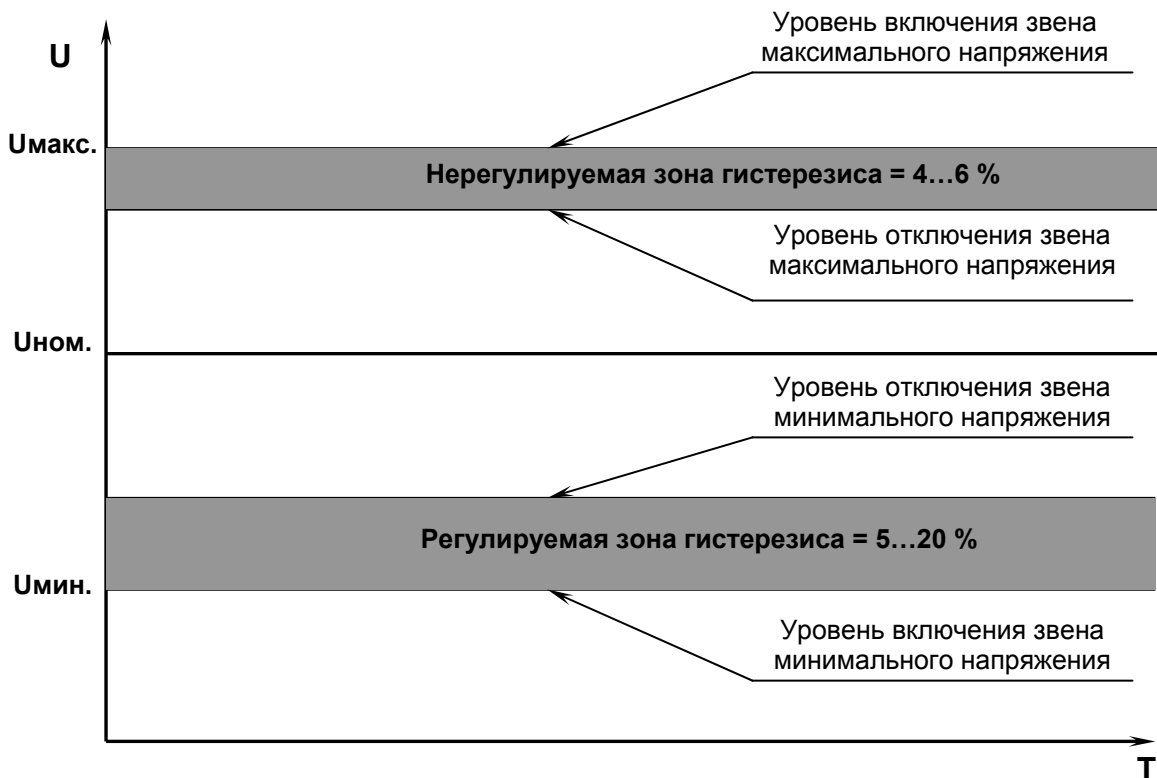 Уровень включения звена
максимального напряжения
U
Uмакс.
Нерегулируемая зона гистерезиса = 4…6 %
Уровень отключения звена
максимального напряжения
Uном.
Уровень отключения звена
минимального напряжения
Регулируемая зона гистерезиса = 5…20 %
Uмин.
Уровень включения звена
минимального напряжения
T